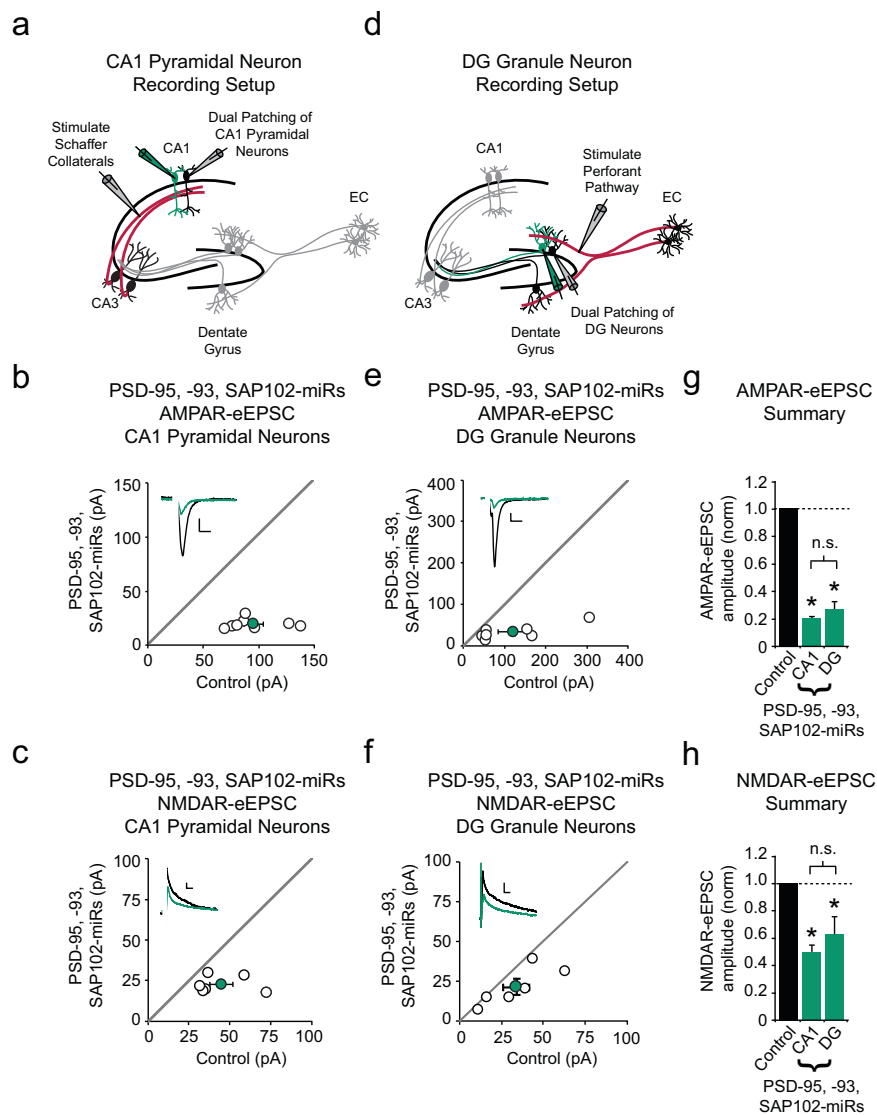 a
CA1 Pyramidal Neuron
Recording Setup
Stimulate
Schaffer
Collaterals
CA1
Dual Patching of
CA1 Pyramidal
Neurons
EC
CA3
Dentate
Gyrus
d
DG Granule Neuron
Recording Setup
CA1
Stimulate
Perforant
Pathway
EC
CA3
Dual Patching of
DG Neurons
Dentate
Gyrus
b
PSD-95, -93, SAP102-miRs
AMPAR-eEPSC
CA1 Pyramidal Neurons
PSD-95, -93,
SAP102-miRs (pA)
150
100
50
0
0
50
100
150
Control (pA)
e
PSD-95, -93, SAP102-miRs
AMPAR-eEPSC
DG Granule Neurons
PSD-95, -93,
SAP102-miRs (pA)
400
300
200
100
0
0
100
200
300
400
Control (pA)
g
AMPAR-eEPSC
Summary
AMPAR-eEPSC
amplitude (norm)
1.2
1.0
0.8
0.6
0.4
0.2
0
n.s.
*
*
Control
CA1
DG
PSD-95, -93,
SAP102-miRs
c
PSD-95, -93, SAP102-miRs
NMDAR-eEPSC
CA1 Pyramidal Neurons
PSD-95, -93,
SAP102-miRs (pA)
100
75
50
25
0
0
25
50
75
100
Control (pA)
f
PSD-95, -93, SAP102-miRs
NMDAR-eEPSC
DG Granule Neurons
PSD-95, -93,
SAP102-miRs (pA)
100
75
50
25
0
0
25
50
75
100
Control (pA)
h
NMDAR-eEPSC
Summary
NMDAR-eEPSC
amplitude (norm)
1.2
1.0
0.8
0.6
0.4
0.2
0
n.s.
*
*
Control
CA1
DG
PSD-95, -93,
SAP102-miRs